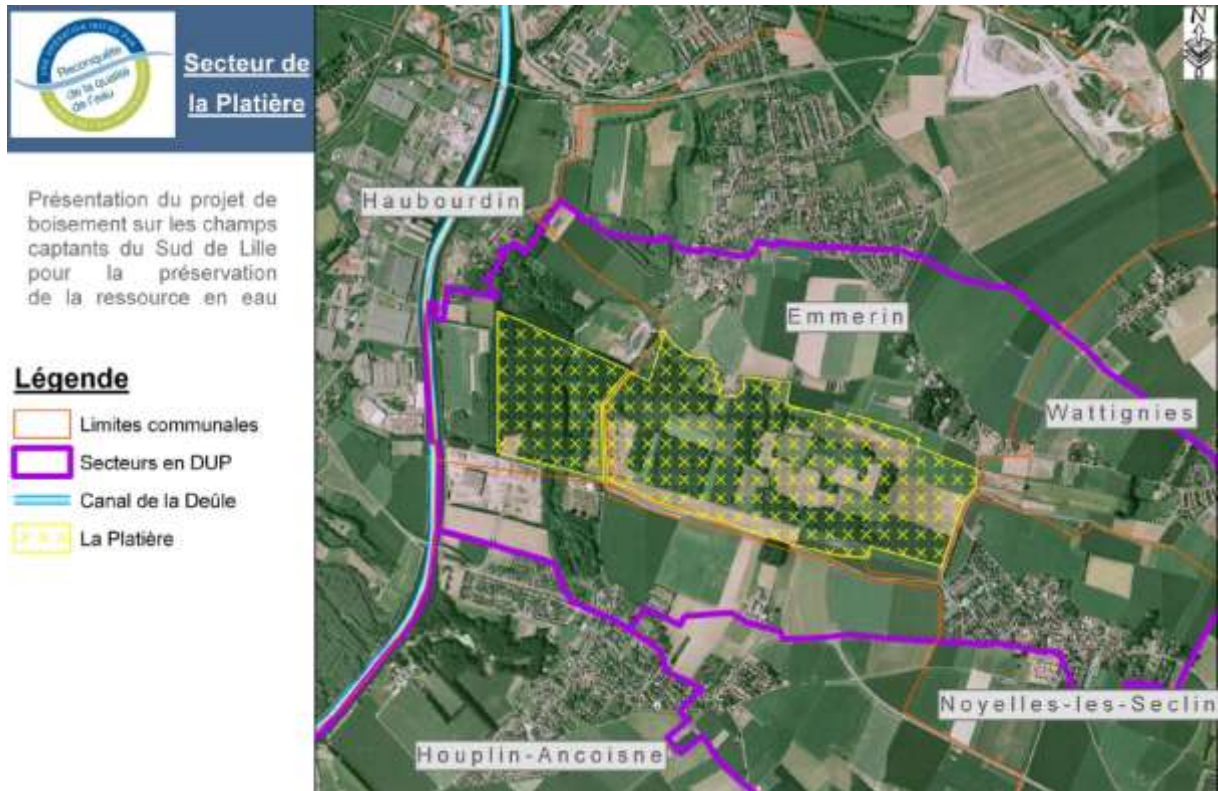 Reconquête
de la qualité
de l'eau
Secteur de
la Platière
N
Présentation du projet de
boisement sur les champs
captants du Sud de Lille
pour la préservation
de la ressource en eau
Légende
Limites communales
Secteurs en DUP
Canal de la Deûle
La Platière
Haubourdin
Emmerin
Wattignies
Noyelles-les-Seclin
Houplin-Ancoisne